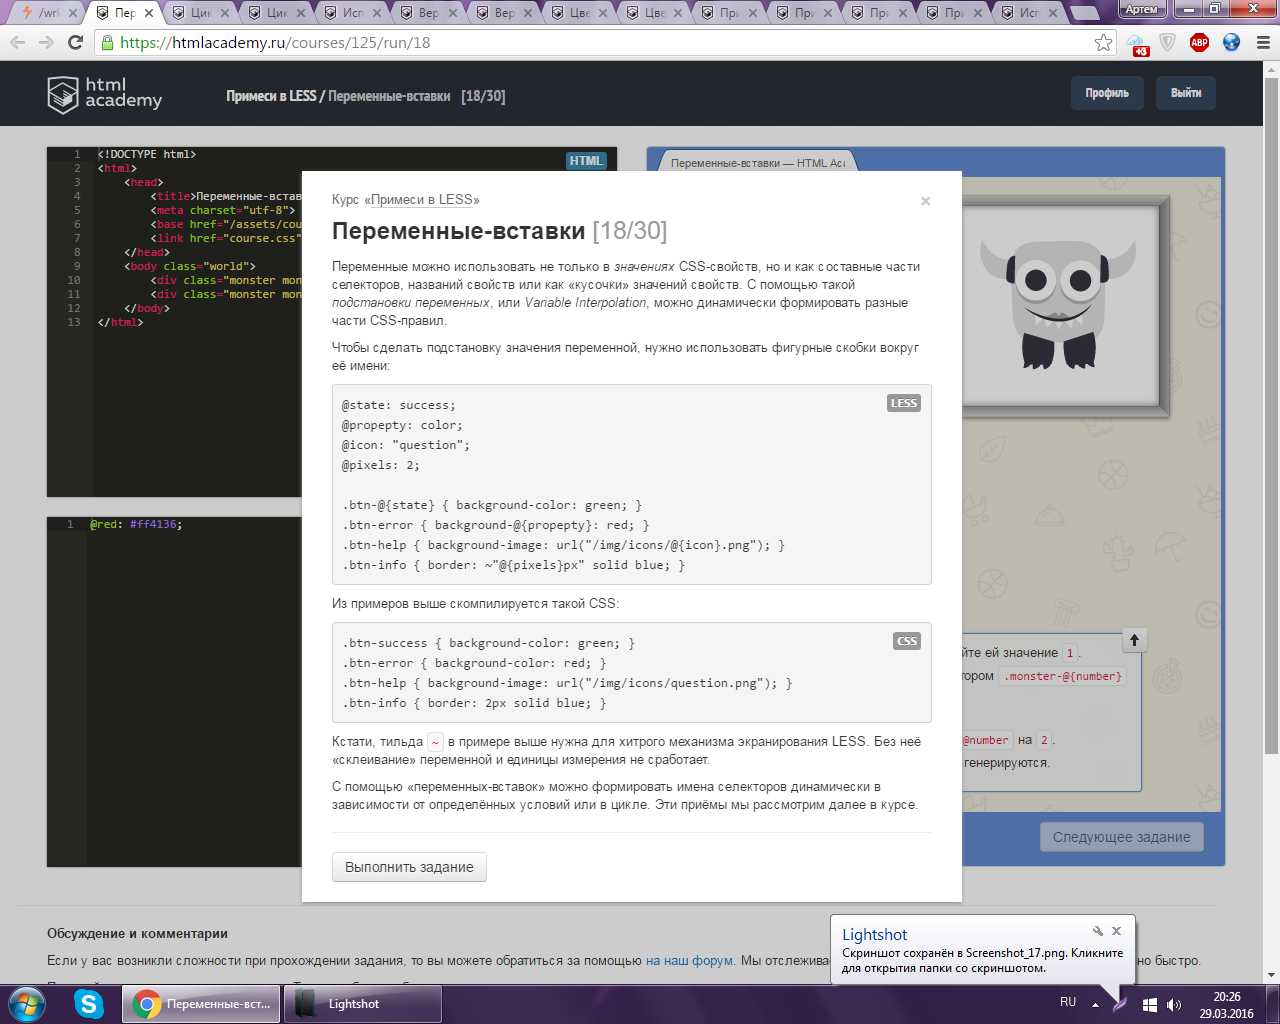 /wrk
Пер
Цик
Цик
Исп
Вер
Вер
Цве
Цве
При
При
При
При
Исп
Артем
https://htmlacademy.ru/courses/125/run/18
+3
ABP
html academy
Примеси в LESS / Переменные-вставки [18/30]
Профиль
Выйти
1 <!DOCTYPE html>
HTML
2 <html>
3 <head>
4 <title>Переменные-встав
5 <meta charset="utf-8">
6 <base href="/assets/cou
7 <link href="course.css"
8 </head>
9 <body class="world">
10 <div class="monster mon
11 <div class="monster mon
12 </body>
13 </html>
1 @red: #ff4136;
Переменные-вставки — HTML Aca
Курс «Примеси в LESS»
×
Переменные-вставки [18/30]
Переменные можно использовать не только в значениях CSS-свойств, но и как составные части
селекторов, названий свойств или как «кусочки» значений свойств. С помощью такой
подстановки переменных, или Variable Interpolation, можно динамически формировать разные
части CSS-правил.
Чтобы сделать подстановку значения переменной, нужно использовать фигурные скобки вокруг
её имени:
LESS
@state: success;
@propepty: color;
@icon: "question";
@pixels: 2;
.btn-@{state} { background-color: green; }
.btn-error { background-@{propepty}: red; }
.btn-help { background-image: url("/img/icons/@{icon}.png"); }
.btn-info { border: ~"@{pixels}px" solid blue; }
Из примеров выше скомпилируется такой CSS:
CSS
.btn-success { background-color: green; }
.btn-error { background-color: red; }
.btn-help { background-image: url("/img/icons/question.png"); }
.btn-info { border: 2px solid blue; }
Кстати, тильда ~ в примере выше нужна для хитрого механизма экранирования LESS. Без неё
«склеивание» переменной и единицы измерения не сработает.
С помощью «переменных-вставок» можно формировать имена селекторов динамически в
зависимости от определённых условий или в цикле. Эти приёмы мы рассмотрим далее в курсе.
Выполнить задание
йте ей значение 1.
тором .monster-@{number}
@number на 2.
генерируются.
Следующее задание
Обсуждение и комментарии
Если у вас возникли сложности при прохождении задания, то вы можете обратиться за помощью на наш форум. Мы отслежива
но быстро.
Lightshot
Скриншот сохранён в Screenshot_17.png. Кликните
для открытия папки со скриншотом.
Переменные-вст...
Lightshot
RU
20:26
29.03.2016